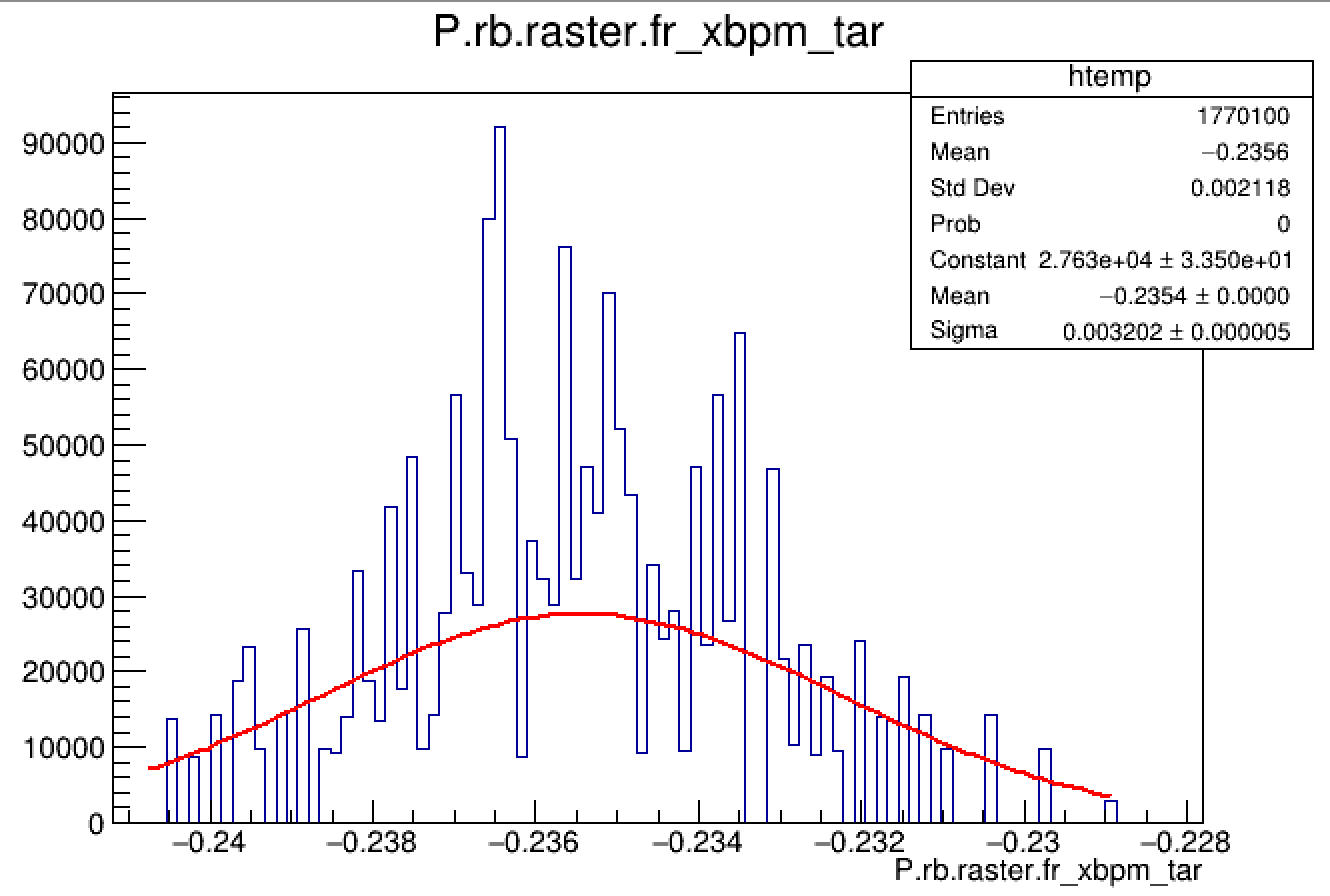 P.rb.raster.fr_xbpm_tar
htemp
Entries 1770100
Mean −0.2356
Std Dev 0.002118
Prob 0
Constant 2.763e+04 ± 3.350e+01
Mean −0.2354 ± 0.0000
Sigma 0.003202 ± 0.000005
90000
80000
70000
60000
50000
40000
30000
20000
10000
0
−0.24 −0.238 −0.236 −0.234 −0.232 −0.23 −0.228
P.rb.raster.fr_xbpm_tar